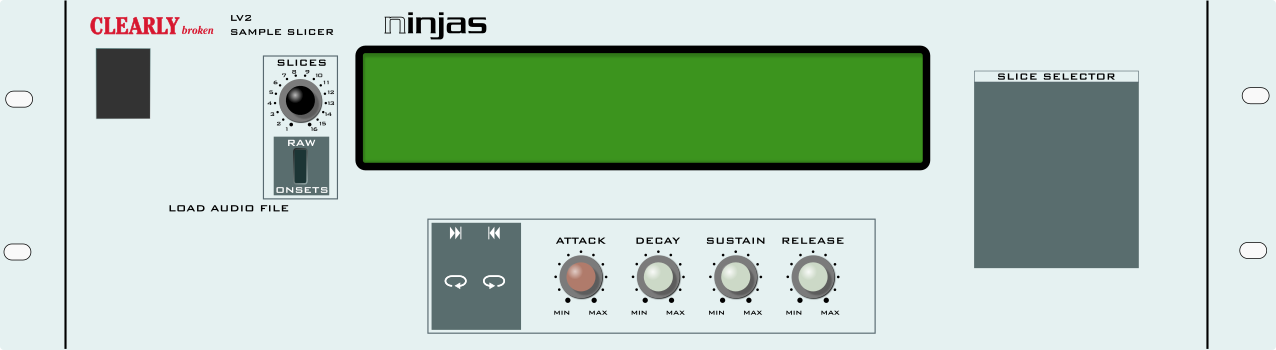 CLEARLY broken
LV2
SAMPLE SLICER
ninjas
SLICES
1 2 3 4 5 6 7 8 9 10 11 12 13 14 15 16
RAW
ONSETS
LOAD AUDIO FILE
SLICE SELECTOR
ATTACK DECAY SUSTAIN RELEASE
MIN MAX MIN MAX MIN MAX MIN MAX